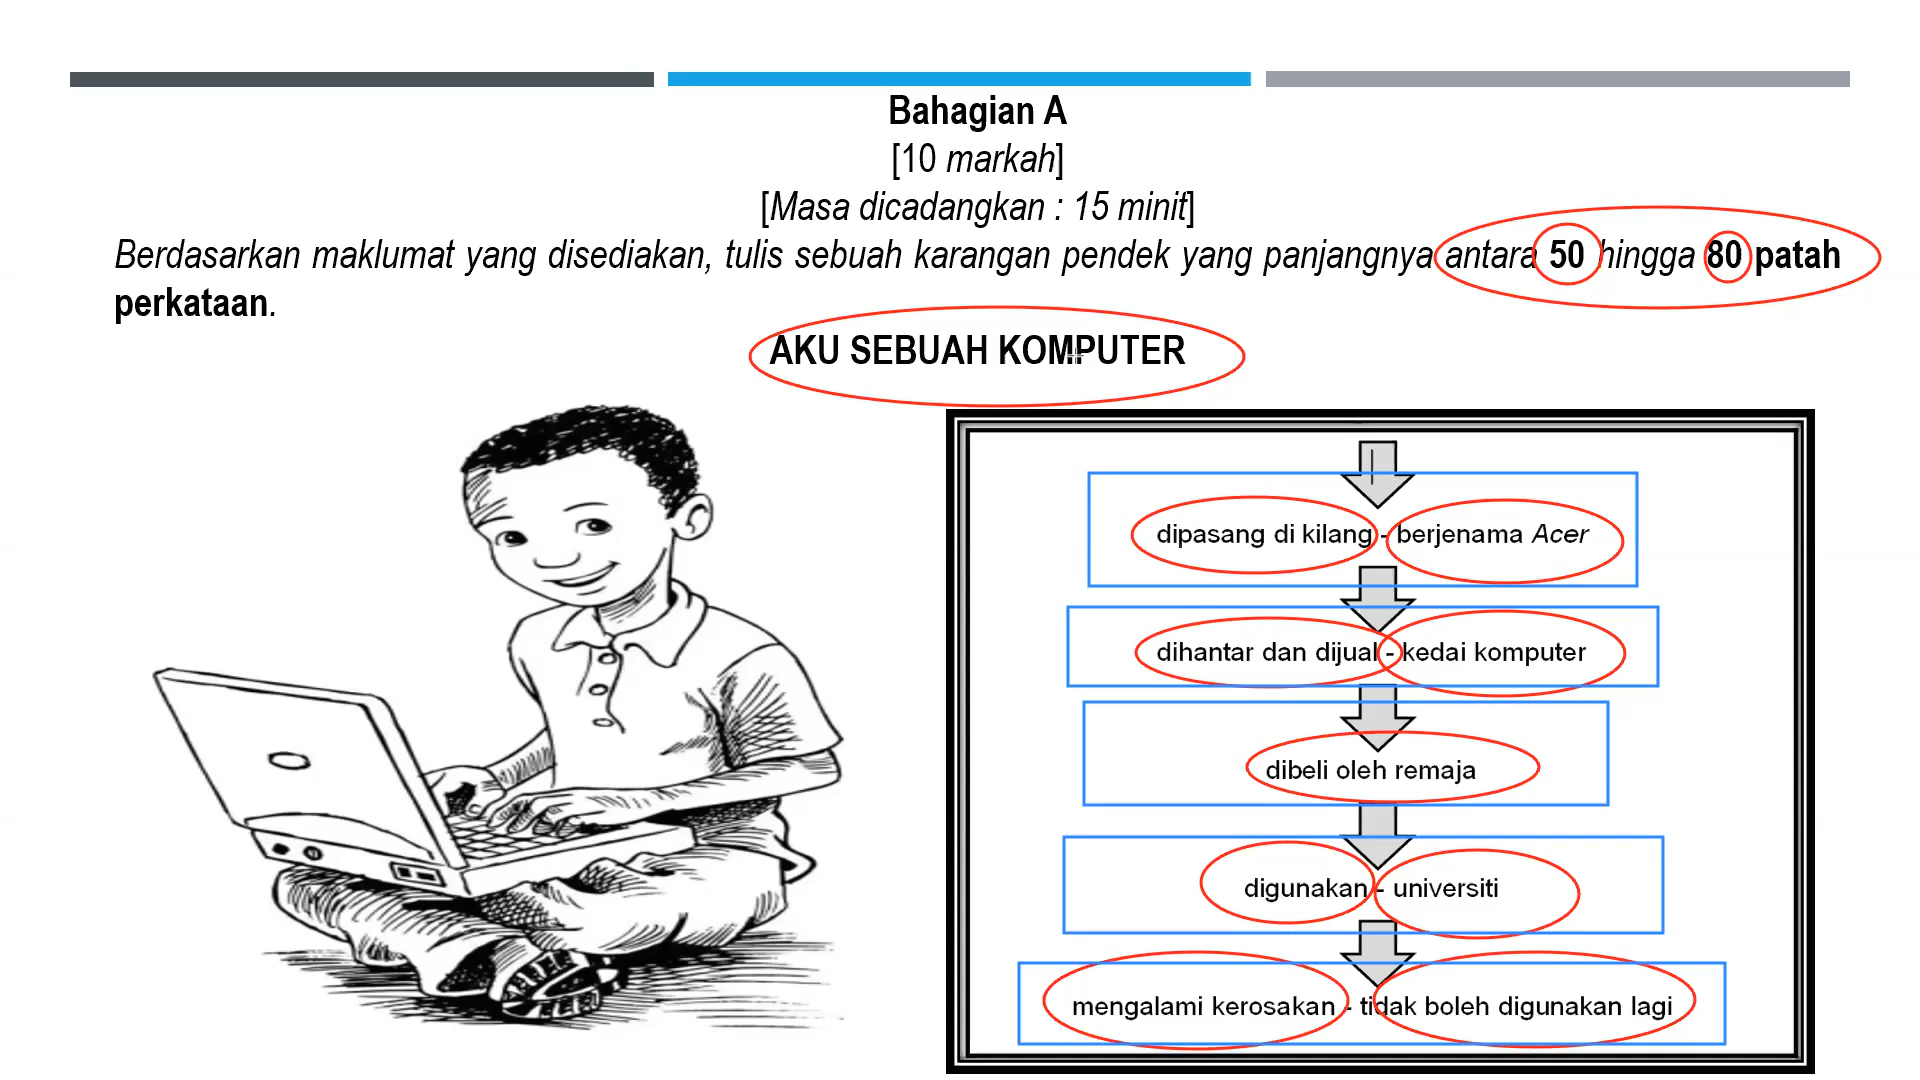 Bahagian A
[10 markah]
[Masa dicadangkan : 15 minit]
Berdasarkan maklumat yang disediakan, tulis sebuah karangan pendek yang panjangnya antara 50 hingga 80 patah
perkataan.
AKU SEBUAH KOMPUTER
dipasang di kilang - berjenama Acer
dihantar dan dijual - kedai komputer
dibeli oleh remaja
digunakan - universiti
mengalami kerosakan - tidak boleh digunakan lagi